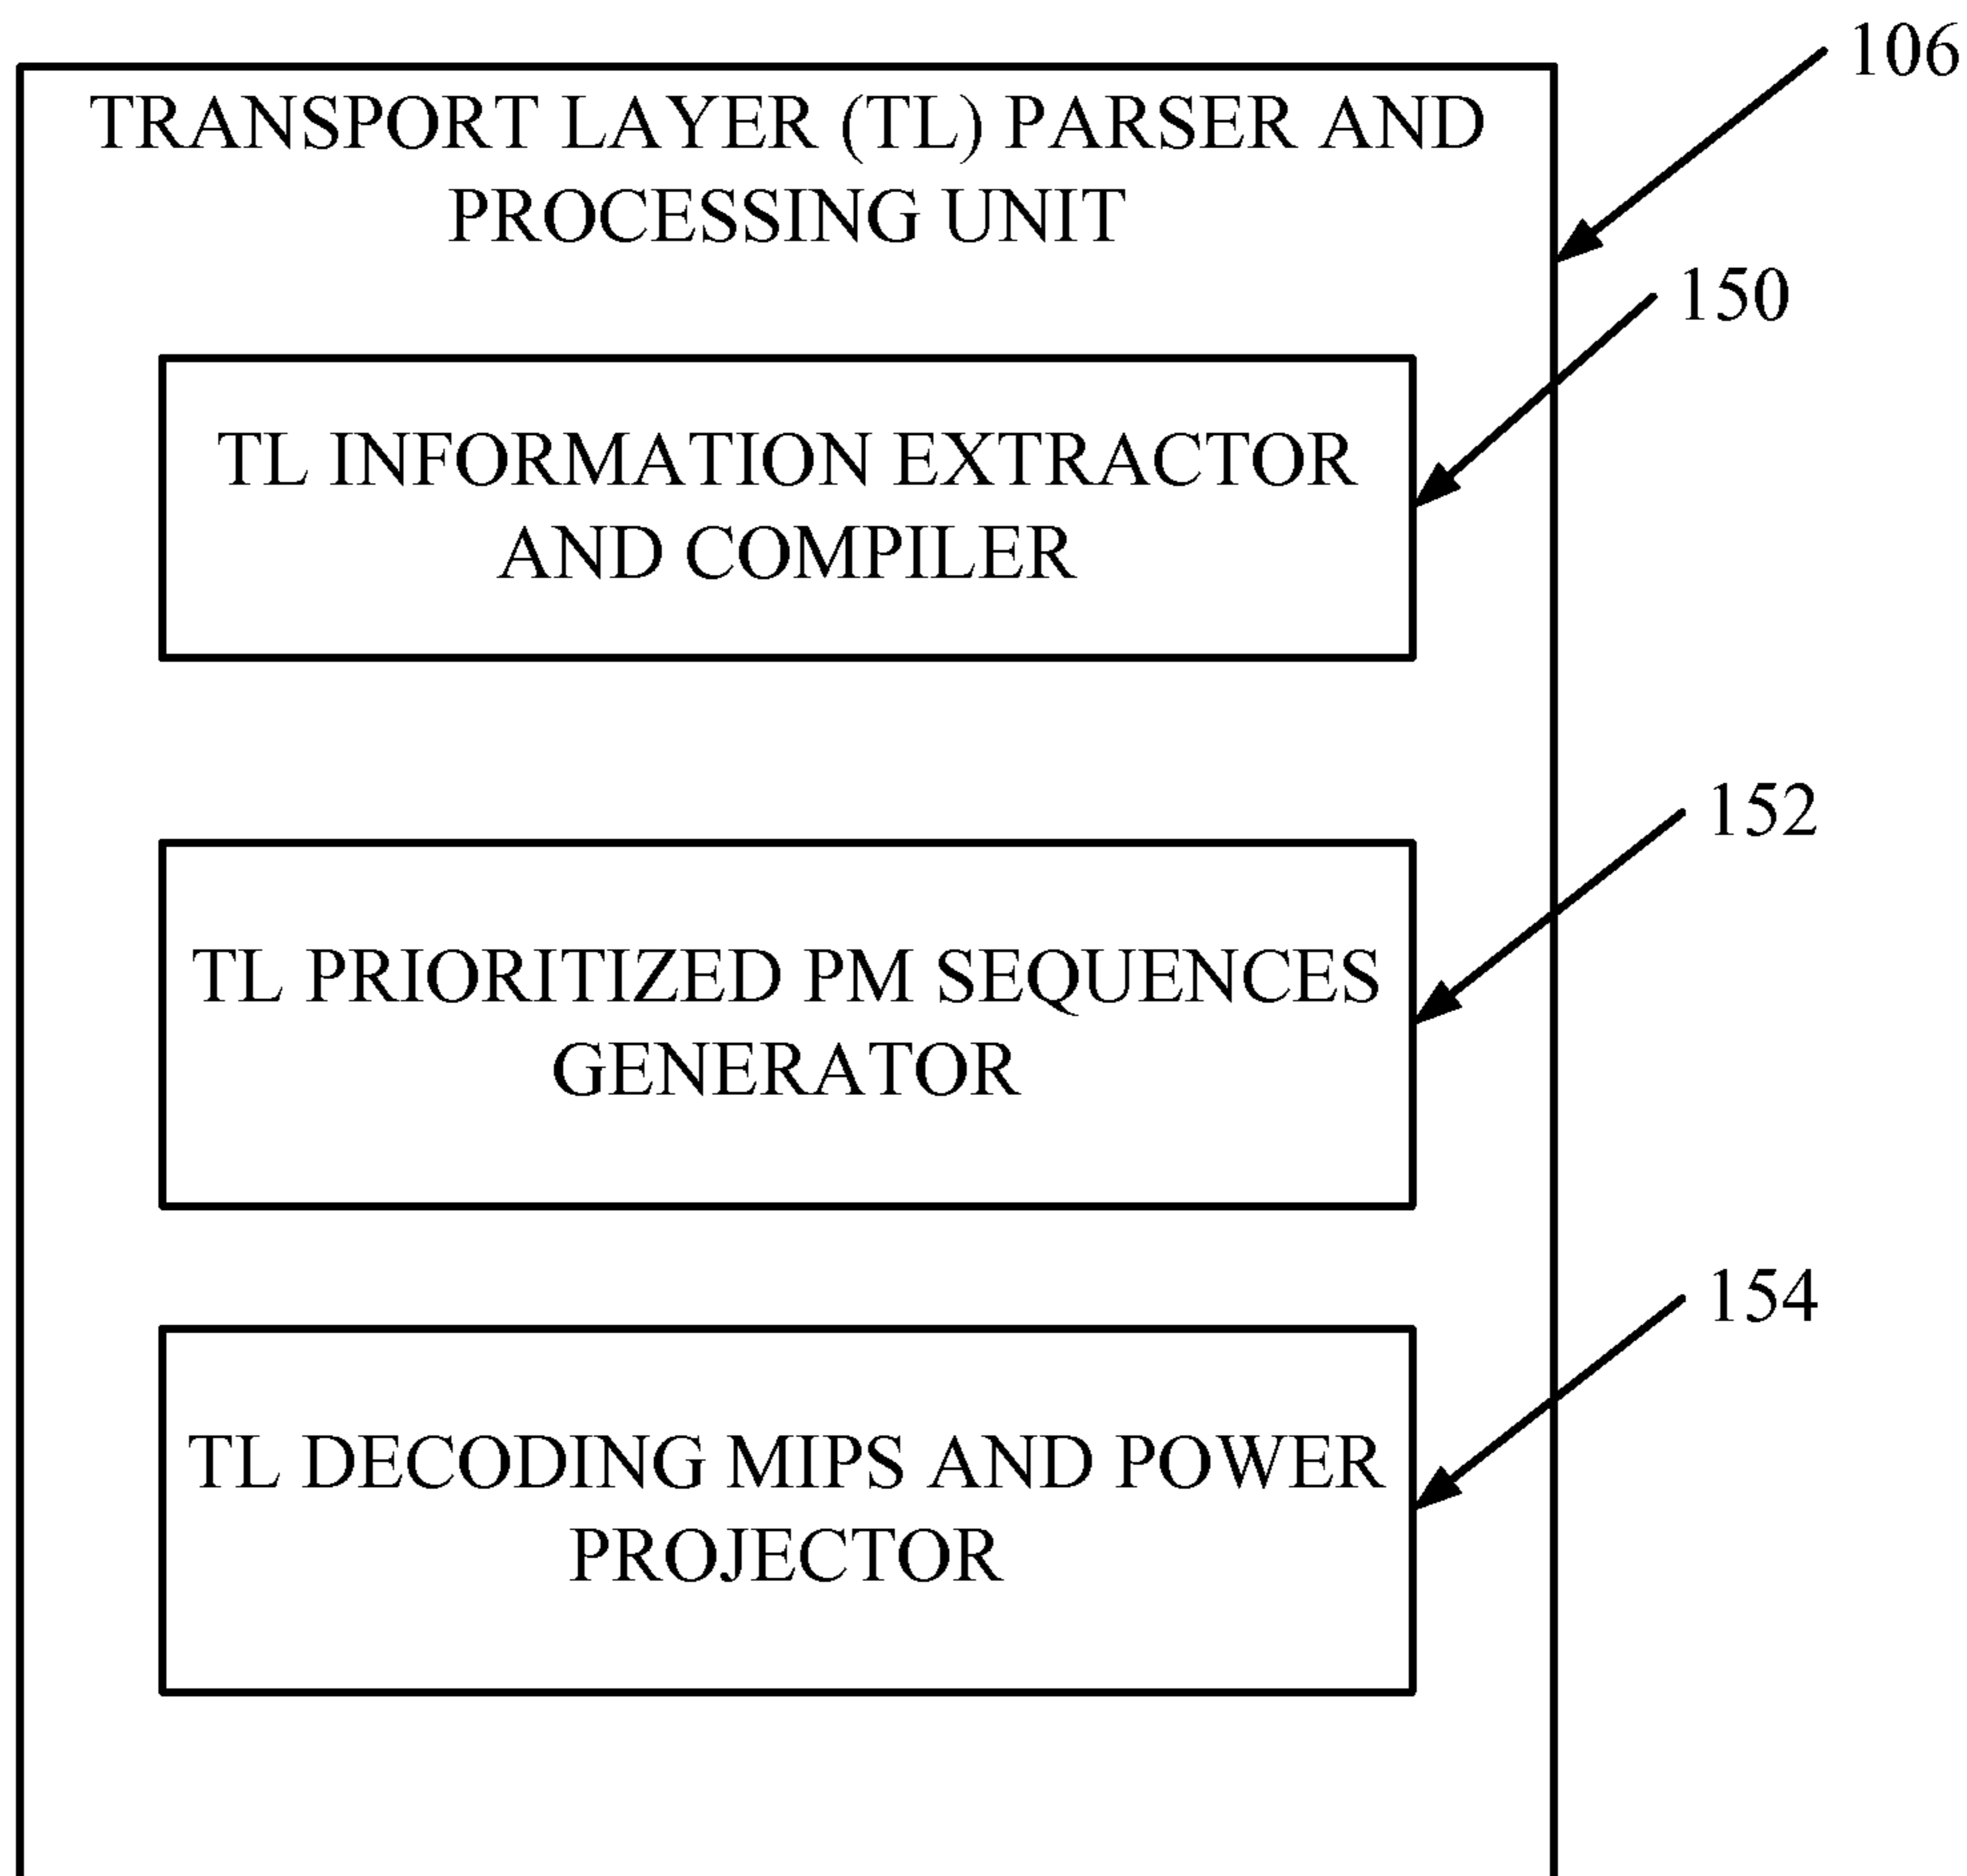 106
TRANSPORT LAYER (TL) PARSER AND
PROCESSING UNIT
150
TL INFORMATION EXTRACTOR
AND COMPILER
152
TL PRIORITIZED PM SEQUENCES
GENERATOR
154
TL DECODING MIPS AND POWER
PROJECTOR